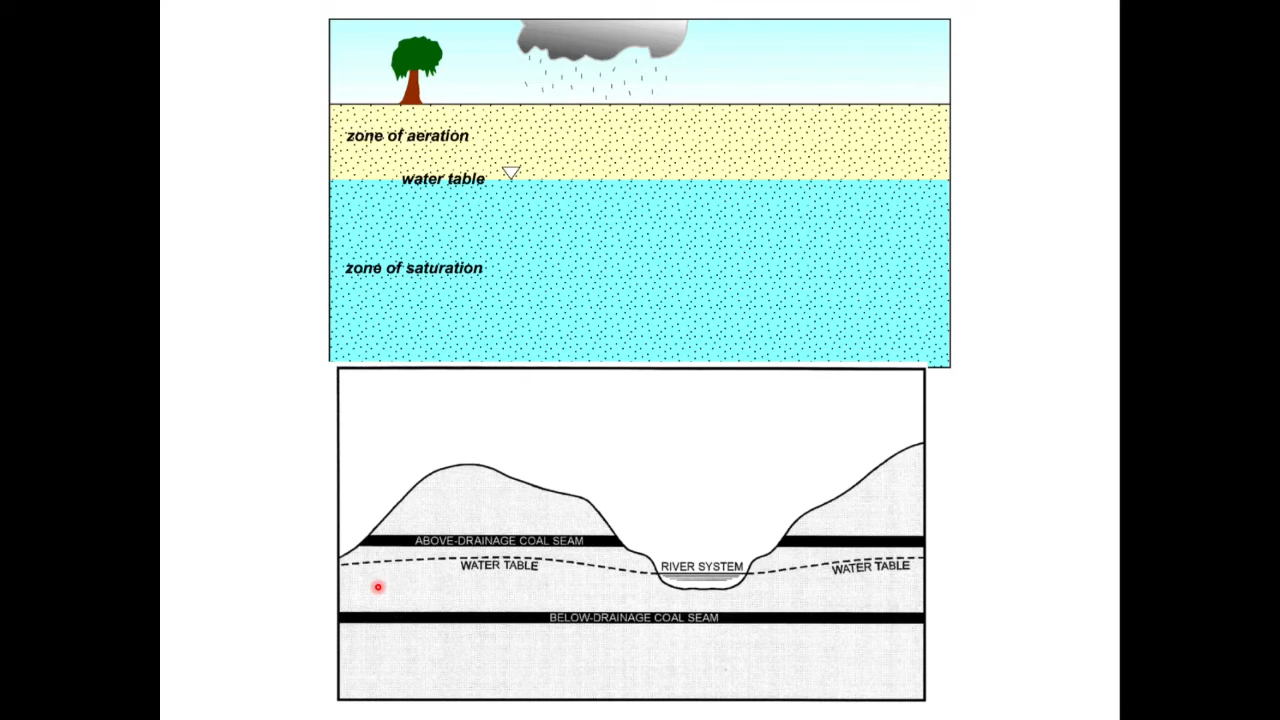 zone of aeration
water table
zone of saturation
ABOVE-DRAINAGE COAL SEAM
WATER TABLE
RIVER SYSTEM
WATER TABLE
BELOW-DRAINAGE COAL SEAM